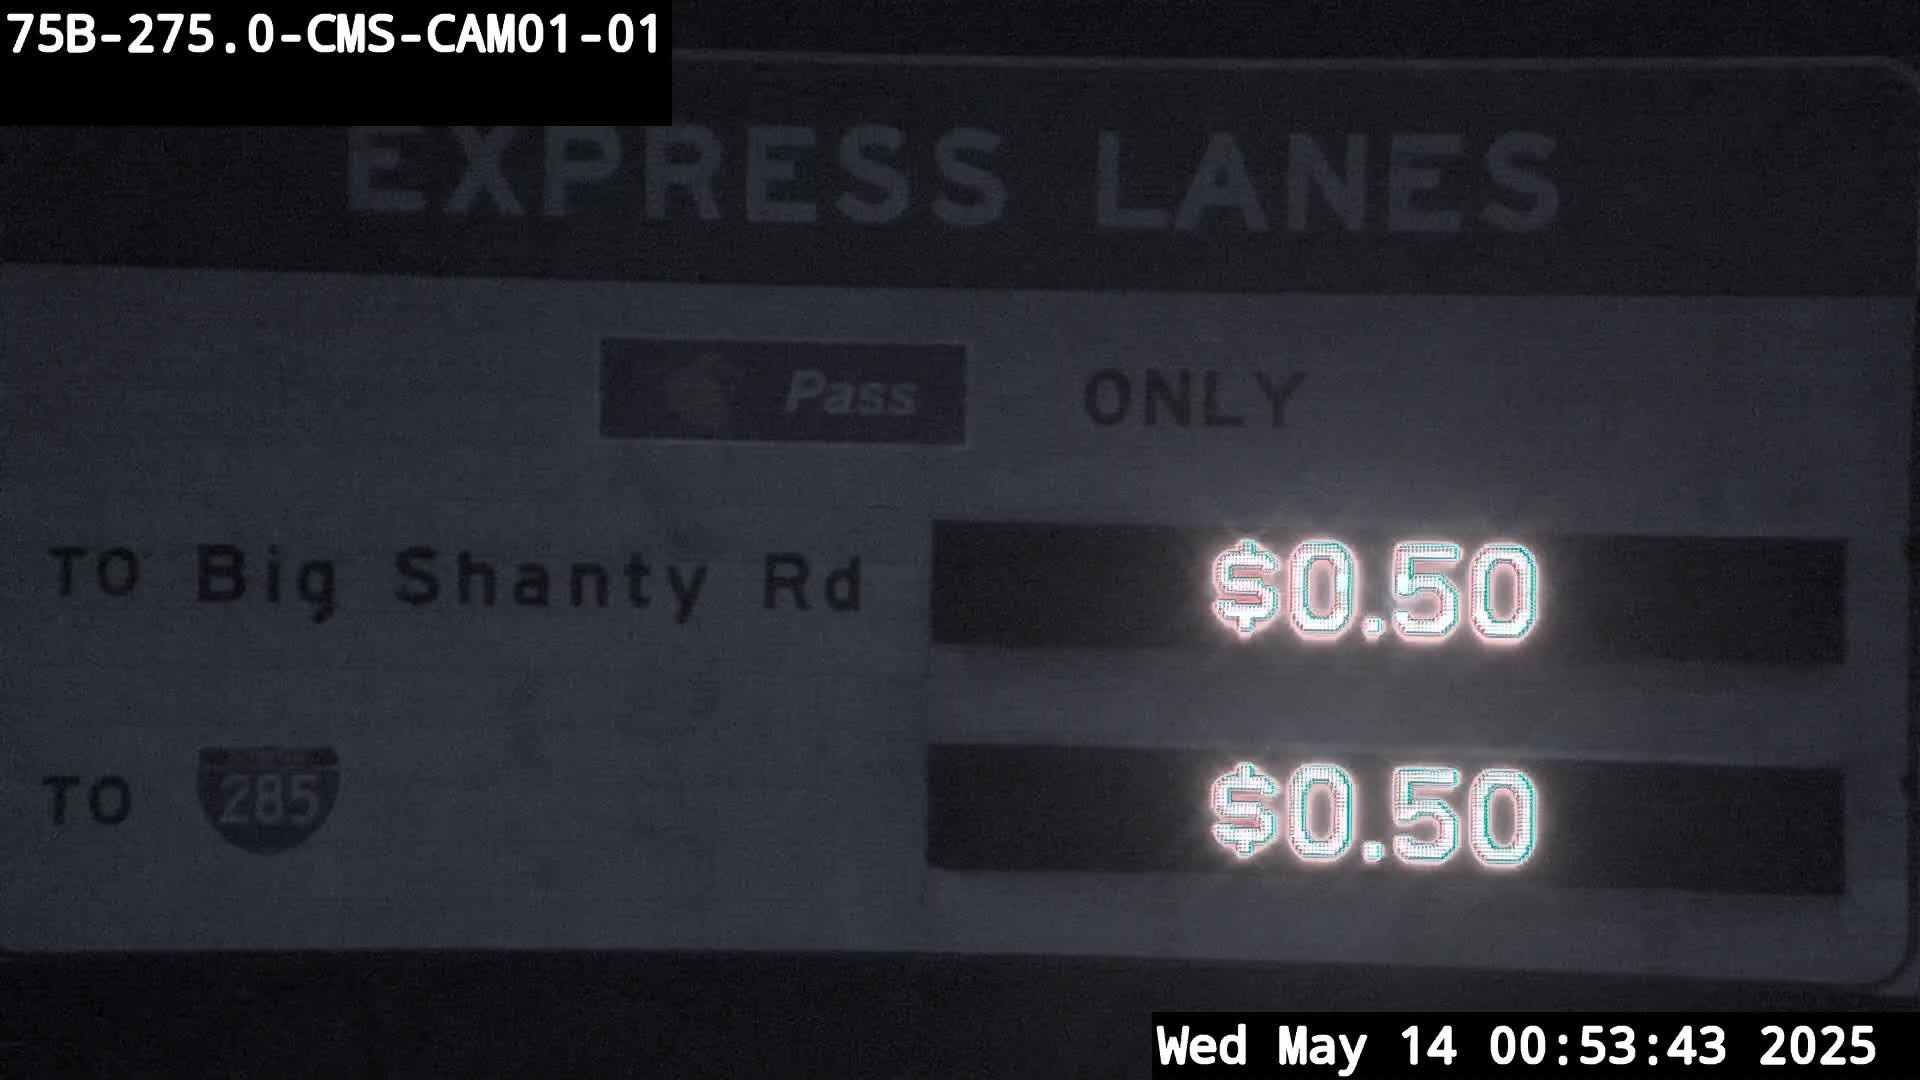 75B-275.0-CMS-CAM01-01
EXPRESS LANES
Pass ONLY
TO Big Shanty Rd $0.50
TO 285 $0.50
Wed May 14 00:53:43 2025